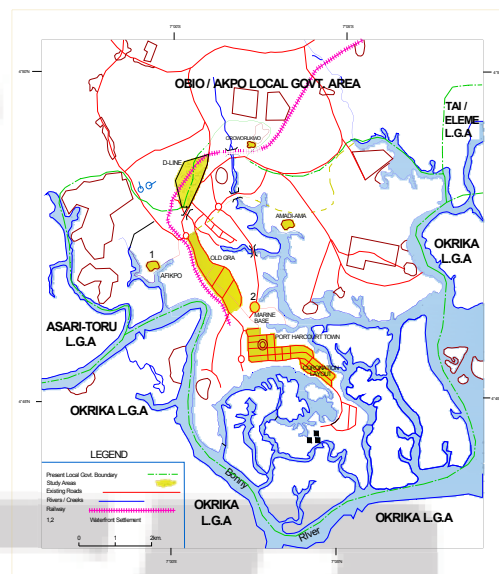 OBIO / AKPO LOCAL GOVT. AREA
TAI /
ELEME
L.G.A
OROWORUKWO
D-LINE
AMADI-AMA
OKRIKA
L.G.A
OLD GRA
1
AFIKPO
2
MARINE
BASE
ASARI-TORU
L.G.A
PORT HARCOURT TOWN
CORONATION
LAYOUT
OKRIKA L.G.A
Bonny
River
OKRIKA
L.G.A
OKRIKA L.G.A
LEGEND
Present Local Govt. Boundary
Study Areas
Existing Roads
Rivers / Creeks
Railway
1,2 Waterfront Settlement
0 1 2km.